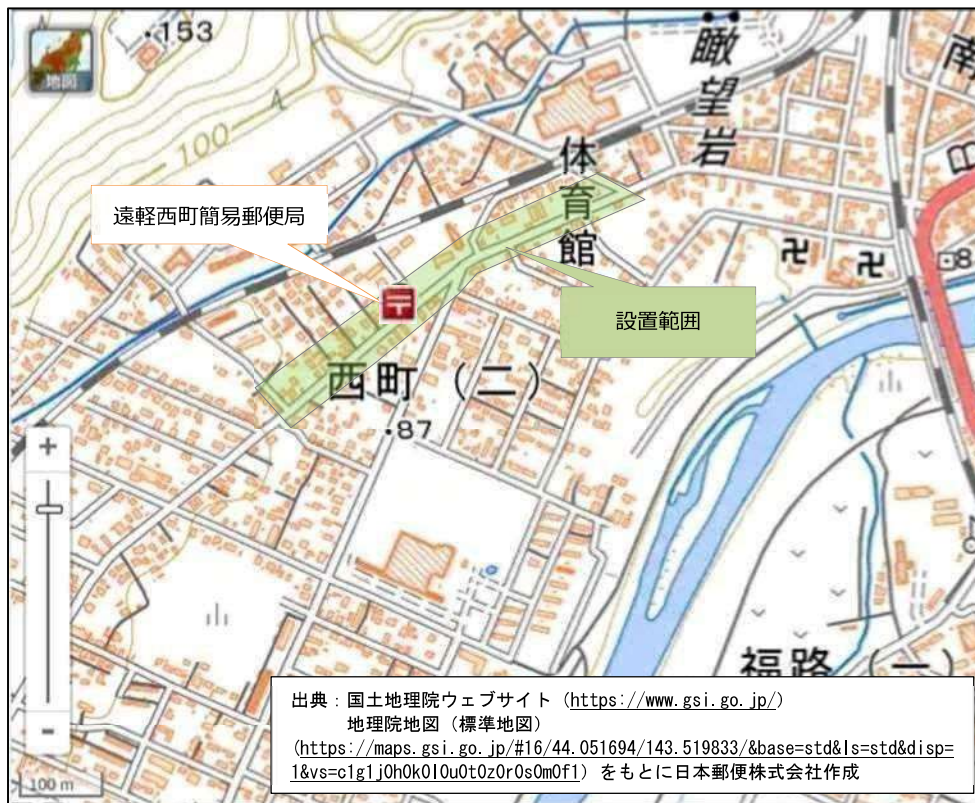 ・153
地図
瞰望岩
南
100
体育館
遠軽西町簡易郵便局
卍
卍
8
設置範囲
西町（二）
・87
+
-
100 m
福路（一）
出典：国土地理院ウェブサイト（https://www.gsi.go.jp/）
地理院地図（標準地図）
（https://maps.gsi.go.jp/#16/44.051694/143.519833/&base=std&ls=std&disp=
1&vs=c1g1j0h0k0l0u0t0z0r0s0m0f1）をもとに日本郵便株式会社作成